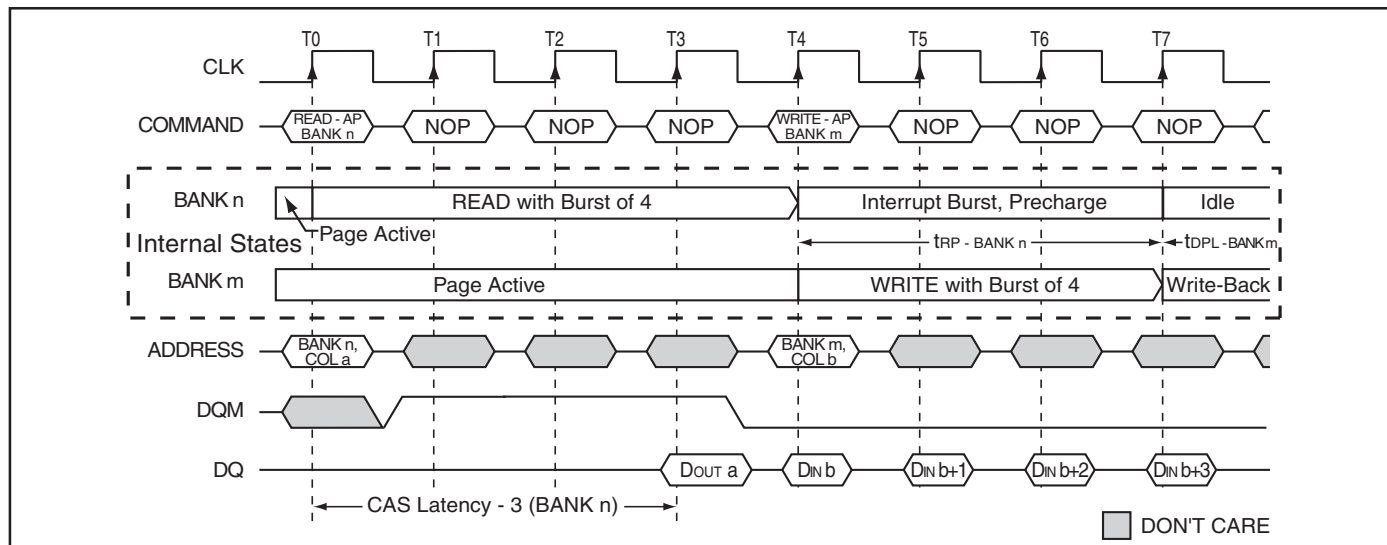 T0 T1 T2 T3 T4 T5 T6 T7
CLK
COMMAND READ - AP BANK n NOP NOP NOP WRITE - AP BANK m NOP NOP NOP
BANK n READ with Burst of 4 Interrupt Burst, Precharge Idle
Internal States Page Active tRP - BANK n tDPL - BANK m
BANK m Page Active WRITE with Burst of 4 Write-Back
ADDRESS BANK n, COL a BANK m, COL b
DQM
DQ DOUT a DIN b DIN b+1 DIN b+2 DIN b+3
CAS Latency - 3 (BANK n)
DON'T CARE